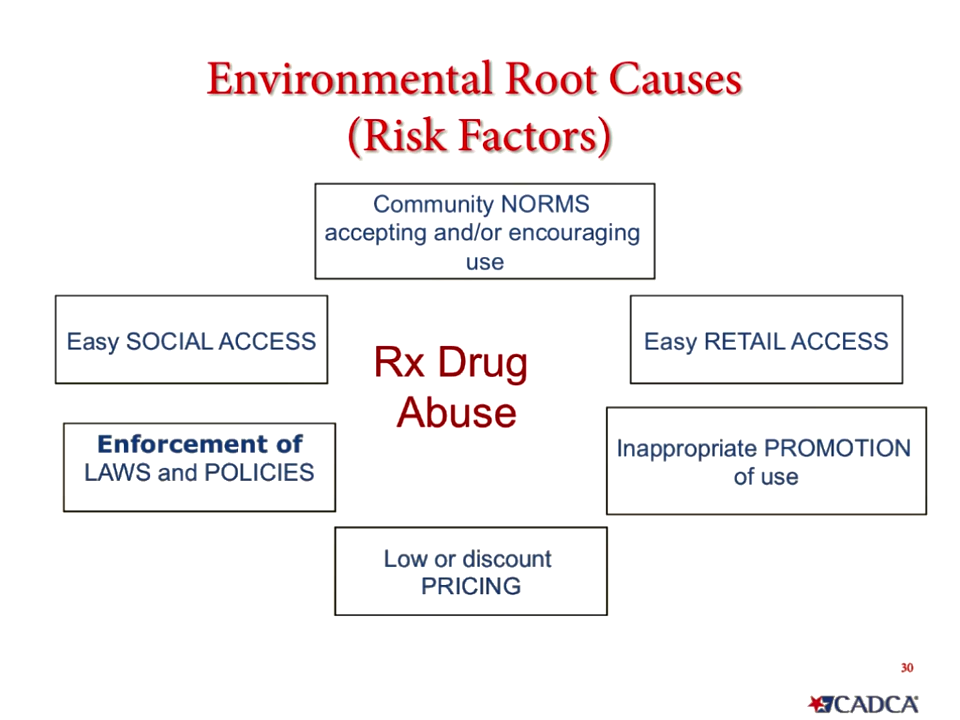 Environmental Root Causes
(Risk Factors)
Community NORMS
accepting and/or encouraging
use
Easy SOCIAL ACCESS
Easy RETAIL ACCESS
Rx Drug
Abuse
Enforcement of
LAWS and POLICIES
Inappropriate PROMOTION
of use
Low or discount
PRICING
30
CADCA